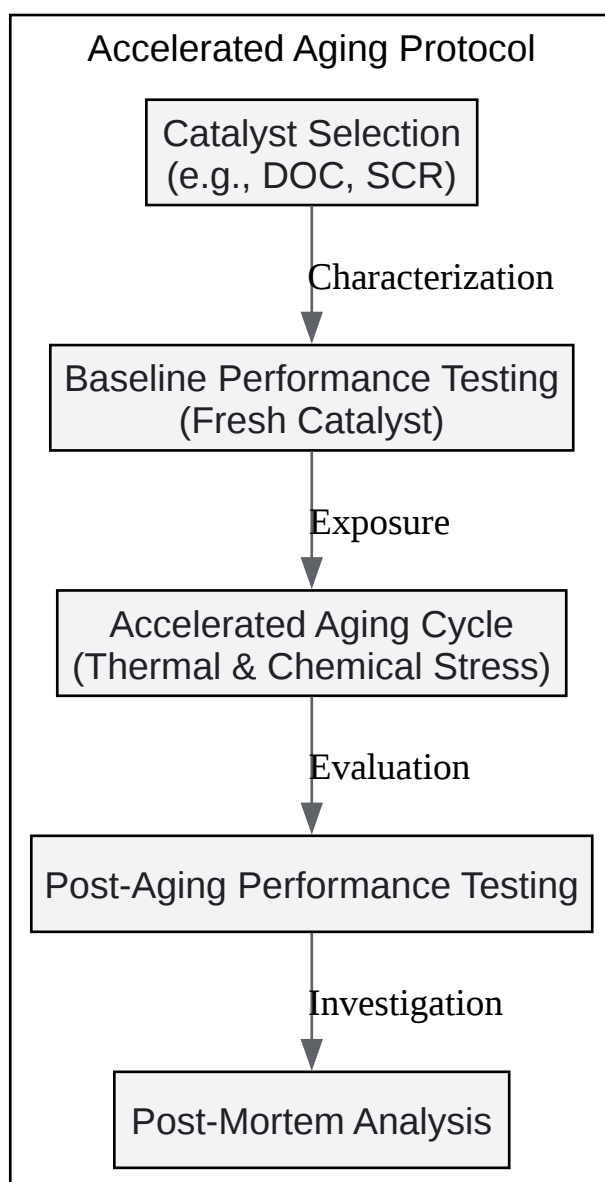 Accelerated Aging Protocol
Catalyst Selection
(e.g., DOC, SCR)
Characterization
Baseline Performance Testing
(Fresh Catalyst)
Exposure
Accelerated Aging Cycle
(Thermal & Chemical Stress)
Evaluation
Post-Aging Performance Testing
Investigation
Post-Mortem Analysis